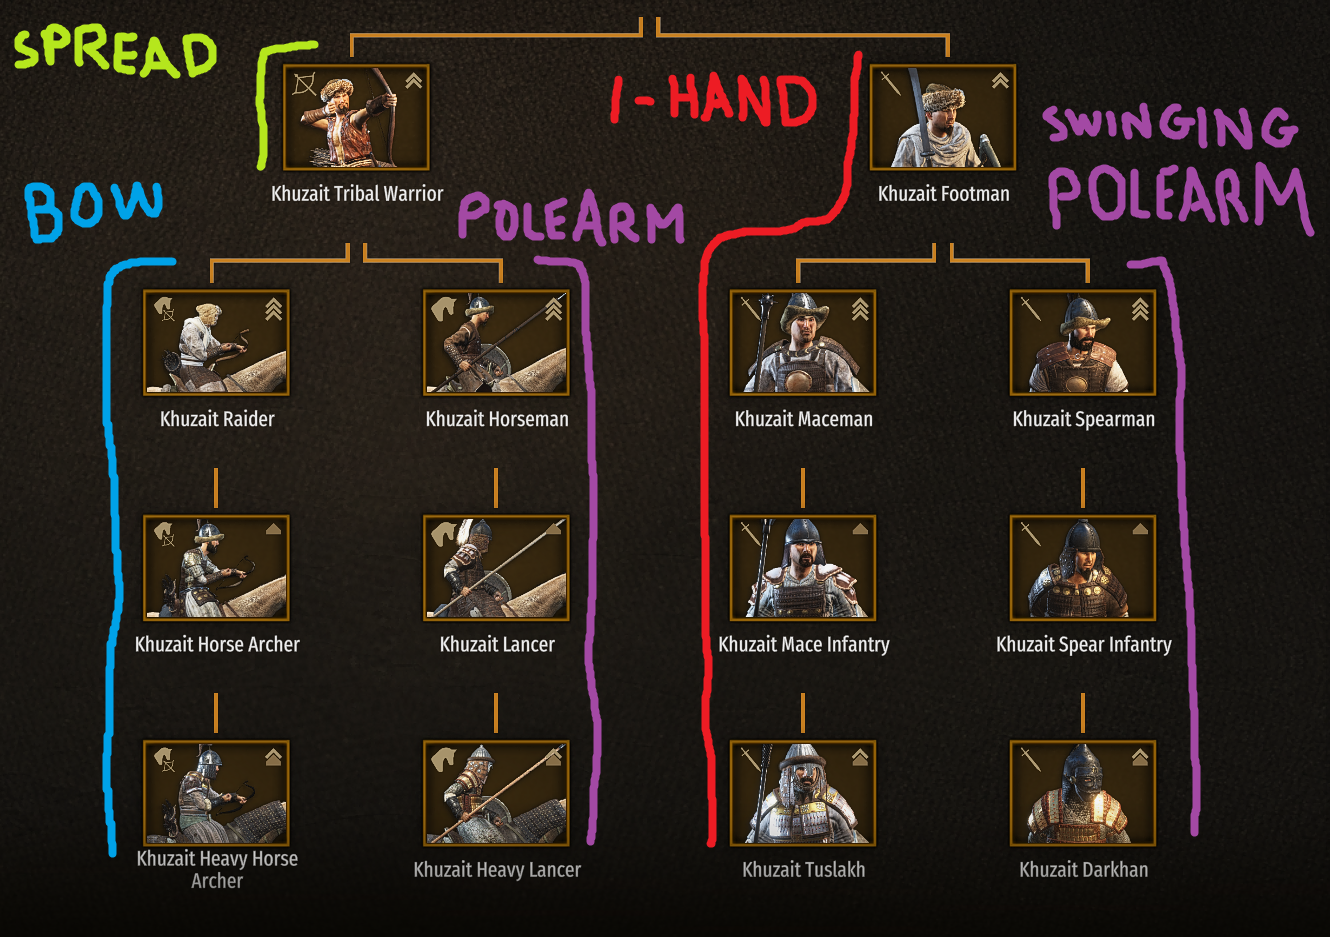 SPREAD
1-HAND
SWINGING
POLEARM
Khuzait Tribal Warrior
Khuzait Footman
BOW
POLEARM
Khuzait Raider
Khuzait Horseman
Khuzait Maceman
Khuzait Spearman
Khuzait Horse Archer
Khuzait Lancer
Khuzait Mace Infantry
Khuzait Spear Infantry
Khuzait Heavy Horse
Archer
Khuzait Heavy Lancer
Khuzait Tuslakh
Khuzait Darkhan